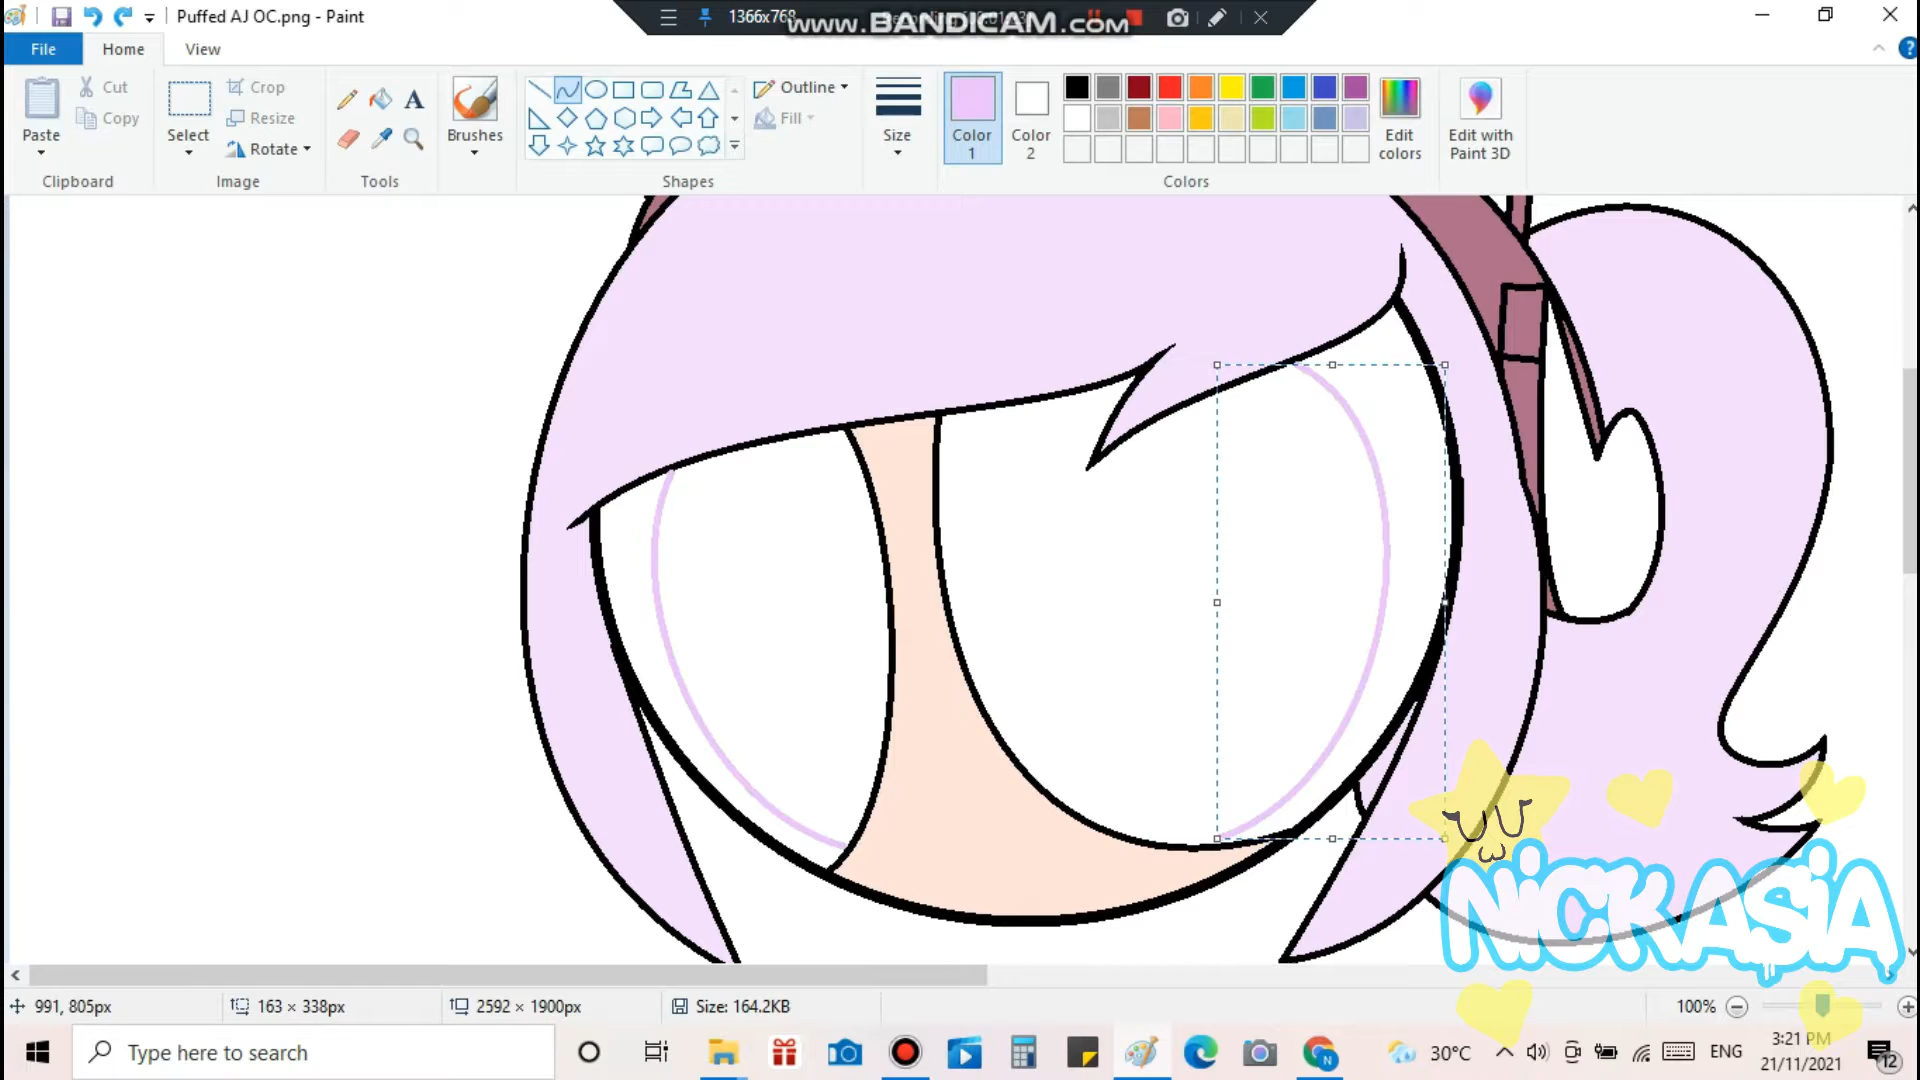 Puffed AJ OC.png - Paint
1366x768
www.BANDICAM.com
File
Home
View
Cut
Copy
Paste
Clipboard
Crop
Resize
Rotate
Select
Image
A
Tools
Brushes
Outline
Fill
Shapes
Size
Color 1
Color 2
Edit colors
Colors
Edit with Paint 3D
NICK ASIA
991, 805px
163 × 338px
2592 × 1900px
Size: 164.2KB
100%
Type here to search
30°C
ENG
3:21 PM
21/11/2021
12